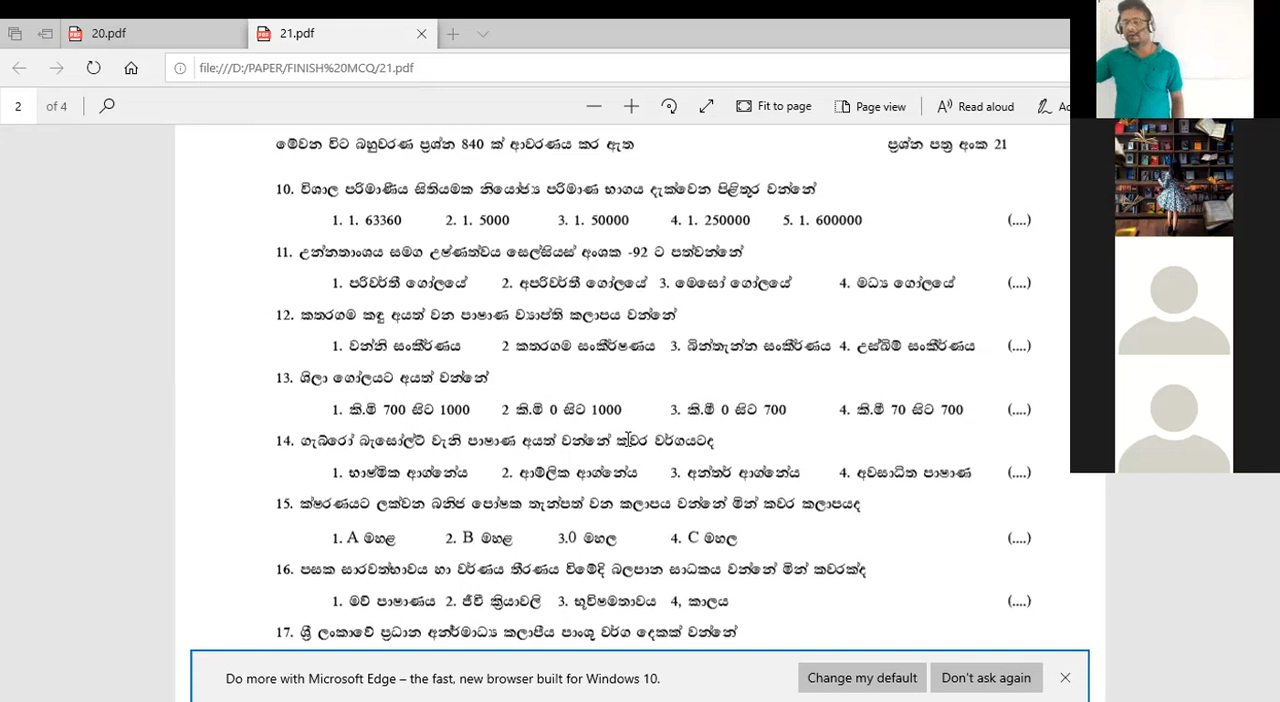 20.pdf
21.pdf
file:///D:/PAPER/FINISH%20MCQ/21.pdf
2 of 4
Fit to page
Page view
Read aloud
මේවන විට බහුවරණ ප්‍රශ්න 840 ක් ආවරණය කර ඇත ප්‍රශ්න පත්‍ර අංක 21
10. විශාල පරිමාණීය සිතියමක නියෝජ්‍ය පරිමාණ භාගය දැක්වෙන පිළිතුර වන්නේ
1. 1. 63360 2. 1. 5000 3. 1. 50000 4. 1. 250000 5. 1. 600000 (....)
11. උන්නතාංශය සමග උෂ්ණත්වය සෙල්සියස් අංශක -92 ට පත්වන්නේ
1. පරිවර්තී ගෝලයේ 2. අපරිවර්තී ගෝලයේ 3. මෙසෝ ගෝලයේ 4. මධ්‍ය ගෝලයේ (....)
12. කතරගම කඳු අයත් වන පාෂාණ ව්‍යාප්ති කලාපය වන්නේ
1. වන්නි සංකීර්ණය 2 කතරගම සංකීර්ෂණය 3. බින්තැන්න සංකීර්ණය 4. උස්බිම් සංකීර්ණය (....)
13. ශිලා ගෝලයට අයත් වන්නේ
1. කි.මී 700 සිට 1000 2 කි.මී 0 සිට 1000 3. කි.මී 0 සිට 700 4. කි.මී 70 සිට 700 (....)
14. ගැබ්රෝ බැසෝල්ට් වැනි පාෂාණ අයත් වන්නේ කවර වර්ගයටද
1. භාෂ්මික ආග්නේය 2. ආම්ලික ආග්නේය 3. අන්තර් ආග්නේය 4. අවසාධිත පාෂාණ (....)
15. ක්ෂරණයට ලක්වන ඛනිජ පෝෂක තැන්පත් වන කලාපය වන්නේ මින් කවර කලාපයද
1. A මහළ 2. B මහළ 3.0 මහල 4. C මහල (....)
16. පසක සාරවත්භාවය හා වර්ණය තීරණය වීමේදි බලපාන සාධකය වන්නේ මින් කවරක්ද
1. මව් පාෂාණය 2. ජීවී ක්‍රියාවලි 3. භූවිෂමතාවය 4, කාලය (....)
17. ශ්‍රී ලංකාවේ ප්‍රධාන අන්තර්මාධ්‍ය කලාපීය පාංශු වර්ග දෙකක් වන්නේ
Do more with Microsoft Edge – the fast, new browser built for Windows 10.
Change my default
Don't ask again